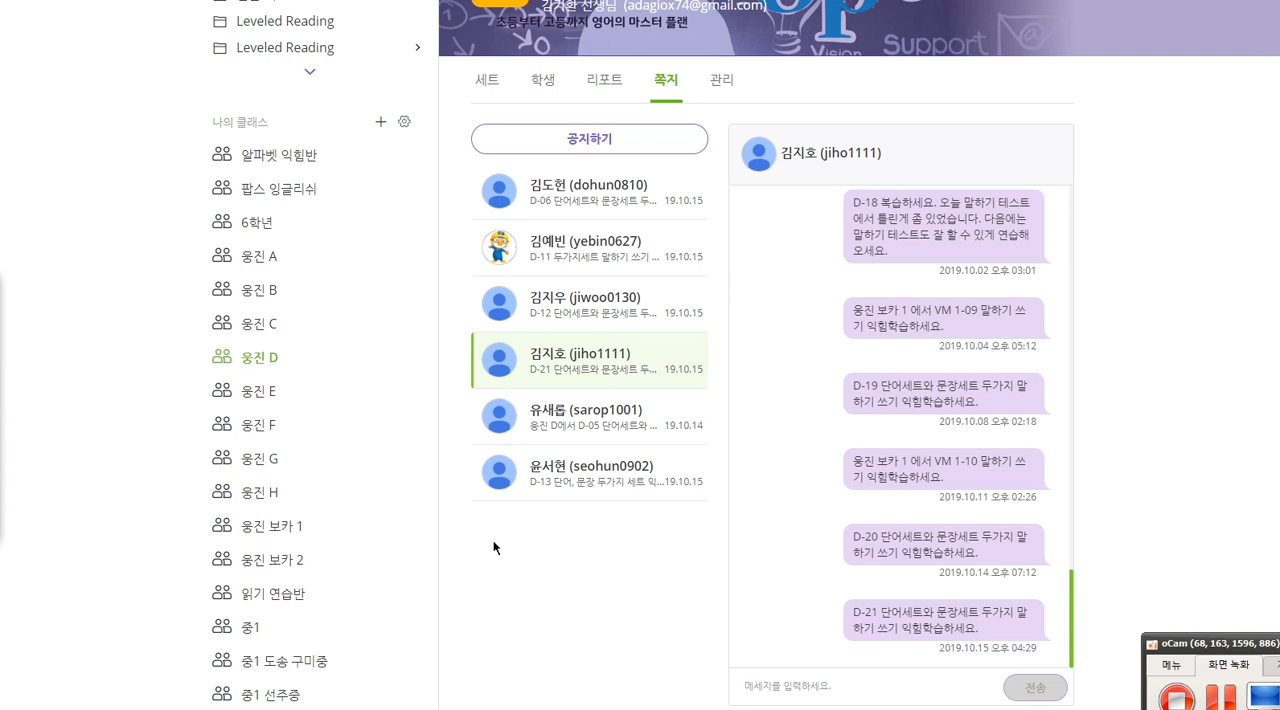 Leveled Reading
Leveled Reading
나의 클래스
알파벳 익힘반
팝스 잉글리쉬
6학년
웅진 A
웅진 B
웅진 C
웅진 D
웅진 E
웅진 F
웅진 G
웅진 H
웅진 보카 1
웅진 보카 2
읽기 연습반
중1
중1 도송 구미중
중1 선주중
김지환 선생님 (adagiox74@gmail.com)
초등부터 고등까지 영어의 마스터 플랜
Vision
Support
세트 학생 리포트 쪽지 관리
공지하기
김도헌 (dohun0810)
D-06 단어세트와 문장세트 두... 19.10.15
김예빈 (yebin0627)
D-11 두가지세트 말하기 쓰기 ... 19.10.15
김지우 (jiwoo0130)
D-12 단어세트와 문장세트 두... 19.10.15
김지호 (jiho1111)
D-21 단어세트와 문장세트 두... 19.10.15
유새롭 (sarop1001)
웅진 D에서 D-05 단어세트와 ... 19.10.14
윤서현 (seohun0902)
D-13 단어, 문장 두가지 세트 익...19.10.15
김지호 (jiho1111)
D-18 복습하세요. 오늘 말하기 테스트
에서 틀린게 좀 있었습니다. 다음에는
말하기 테스트도 잘 할 수 있게 연습해
오세요.
2019.10.02 오후 03:01
웅진 보카 1 에서 VM 1-09 말하기 쓰
기 익힘학습하세요.
2019.10.04 오후 05:12
D-19 단어세트와 문장세트 두가지 말
하기 쓰기 익힘학습하세요.
2019.10.08 오후 02:18
웅진 보카 1 에서 VM 1-10 말하기 쓰
기 익힘학습하세요.
2019.10.11 오후 02:26
D-20 단어세트와 문장세트 두가지 말
하기 쓰기 익힘학습하세요.
2019.10.14 오후 07:12
D-21 단어세트와 문장세트 두가지 말
하기 쓰기 익힘학습하세요.
2019.10.15 오후 04:29
메세지를 입력하세요.
전송
oCam (68, 163, 1596, 886)
메뉴 화면 녹화